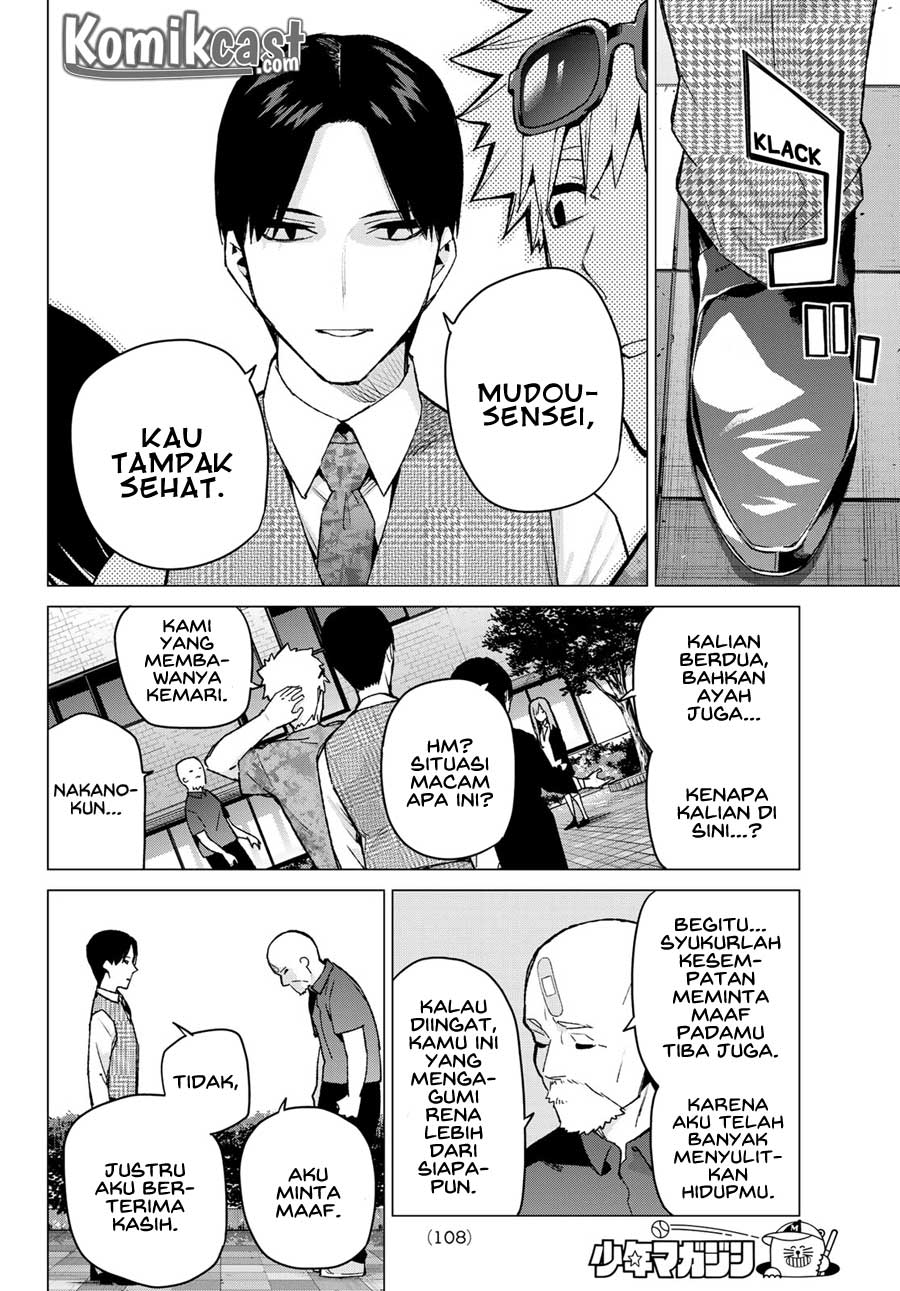 Komikcast
.com
KLACK
MUDOU-
SENSEI,
KAU
TAMPAK
SEHAT.
KALIAN
BERDUA,
BAHKAN
AYAH
JUGA...
KENAPA
KALIAN DI
SINI...?
HM?
SITUASI
MACAM
APA INI?
KAMI
YANG
MEMBA-
WANYA
KEMARI.
NAKANO-
KUN...
BEGITU...
SYUKURLAH
KESEM-
PATAN
MEMINTA
MAAF
PADAMU
TIBA JUGA.
KARENA
AKU TELAH
BANYAK
MENYULIT-
KAN
HIDUPMU.
KALAU
DIINGAT,
KAMU INI
YANG
MENGA-
GUMI
RENA
LEBIH
DARI
SIAPA-
PUN.
AKU
MINTA
MAAF.
TIDAK,
JUSTRU
AKU BER-
TERIMA
KASIH.
(108)
少年マガジン
M